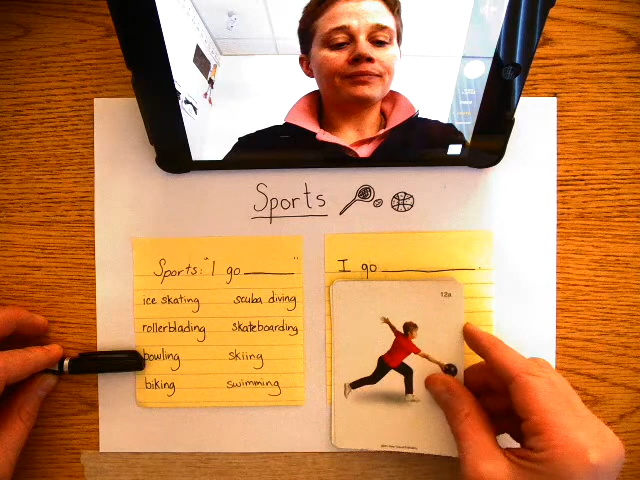 Sports
Sports: "I go ______"
ice skating scuba diving
rollerblading skateboarding
bowling skiing
biking swimming
I go ______.
12a